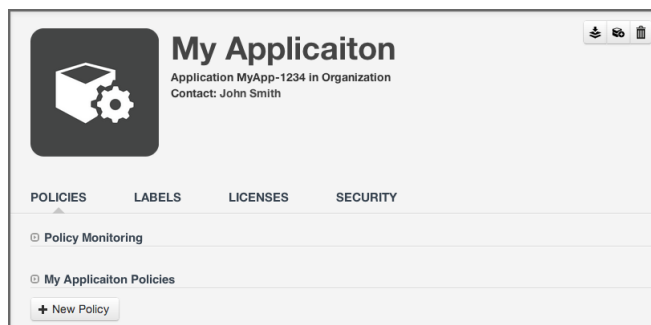 My Applicaiton
Application MyApp-1234 in Organization
Contact: John Smith
POLICIES LABELS LICENSES SECURITY
Policy Monitoring
My Applicaiton Policies
+ New Policy